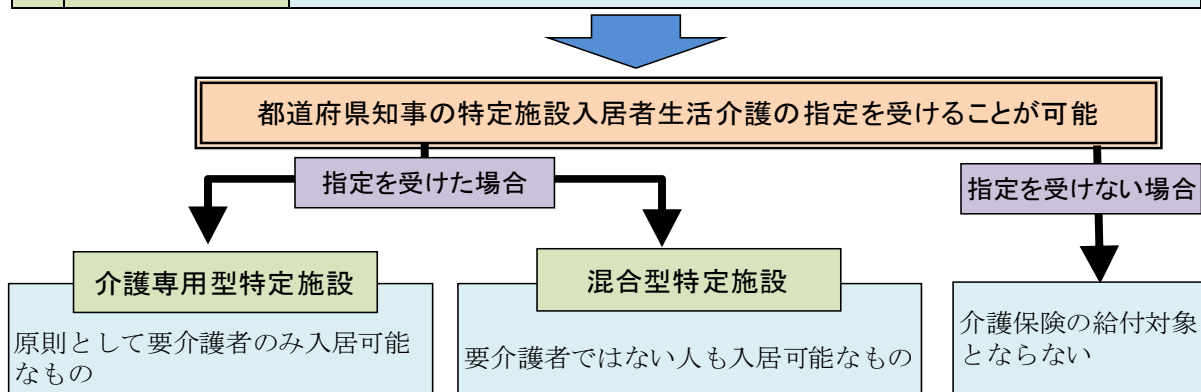 都道府県知事の特定施設入居者生活介護の指定を受けることが可能
指定を受けた場合
指定を受けない場合
介護専用型特定施設
原則として要介護者のみ入居可能
なもの
混合型特定施設
要介護者ではない人も入居可能なもの
介護保険の給付対象
とならない